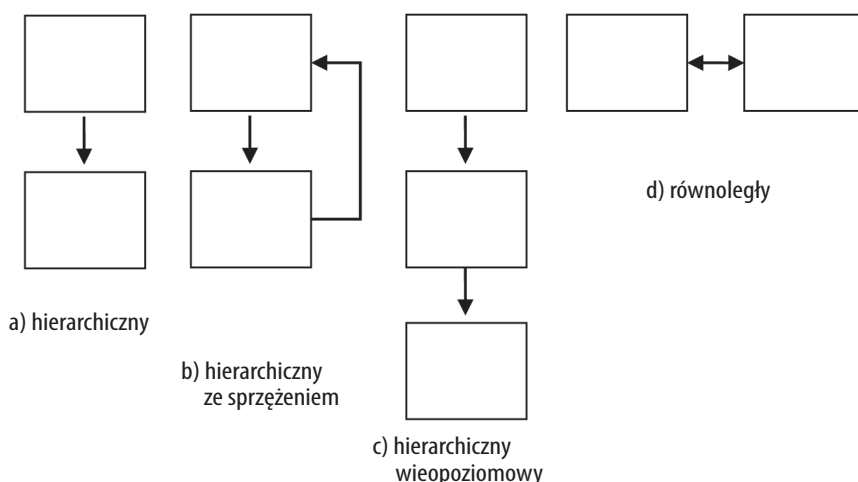 a) hierarchiczny
b) hierarchiczny
ze sprzężeniem
c) hierarchiczny
wieopoziomowy
d) równoległy